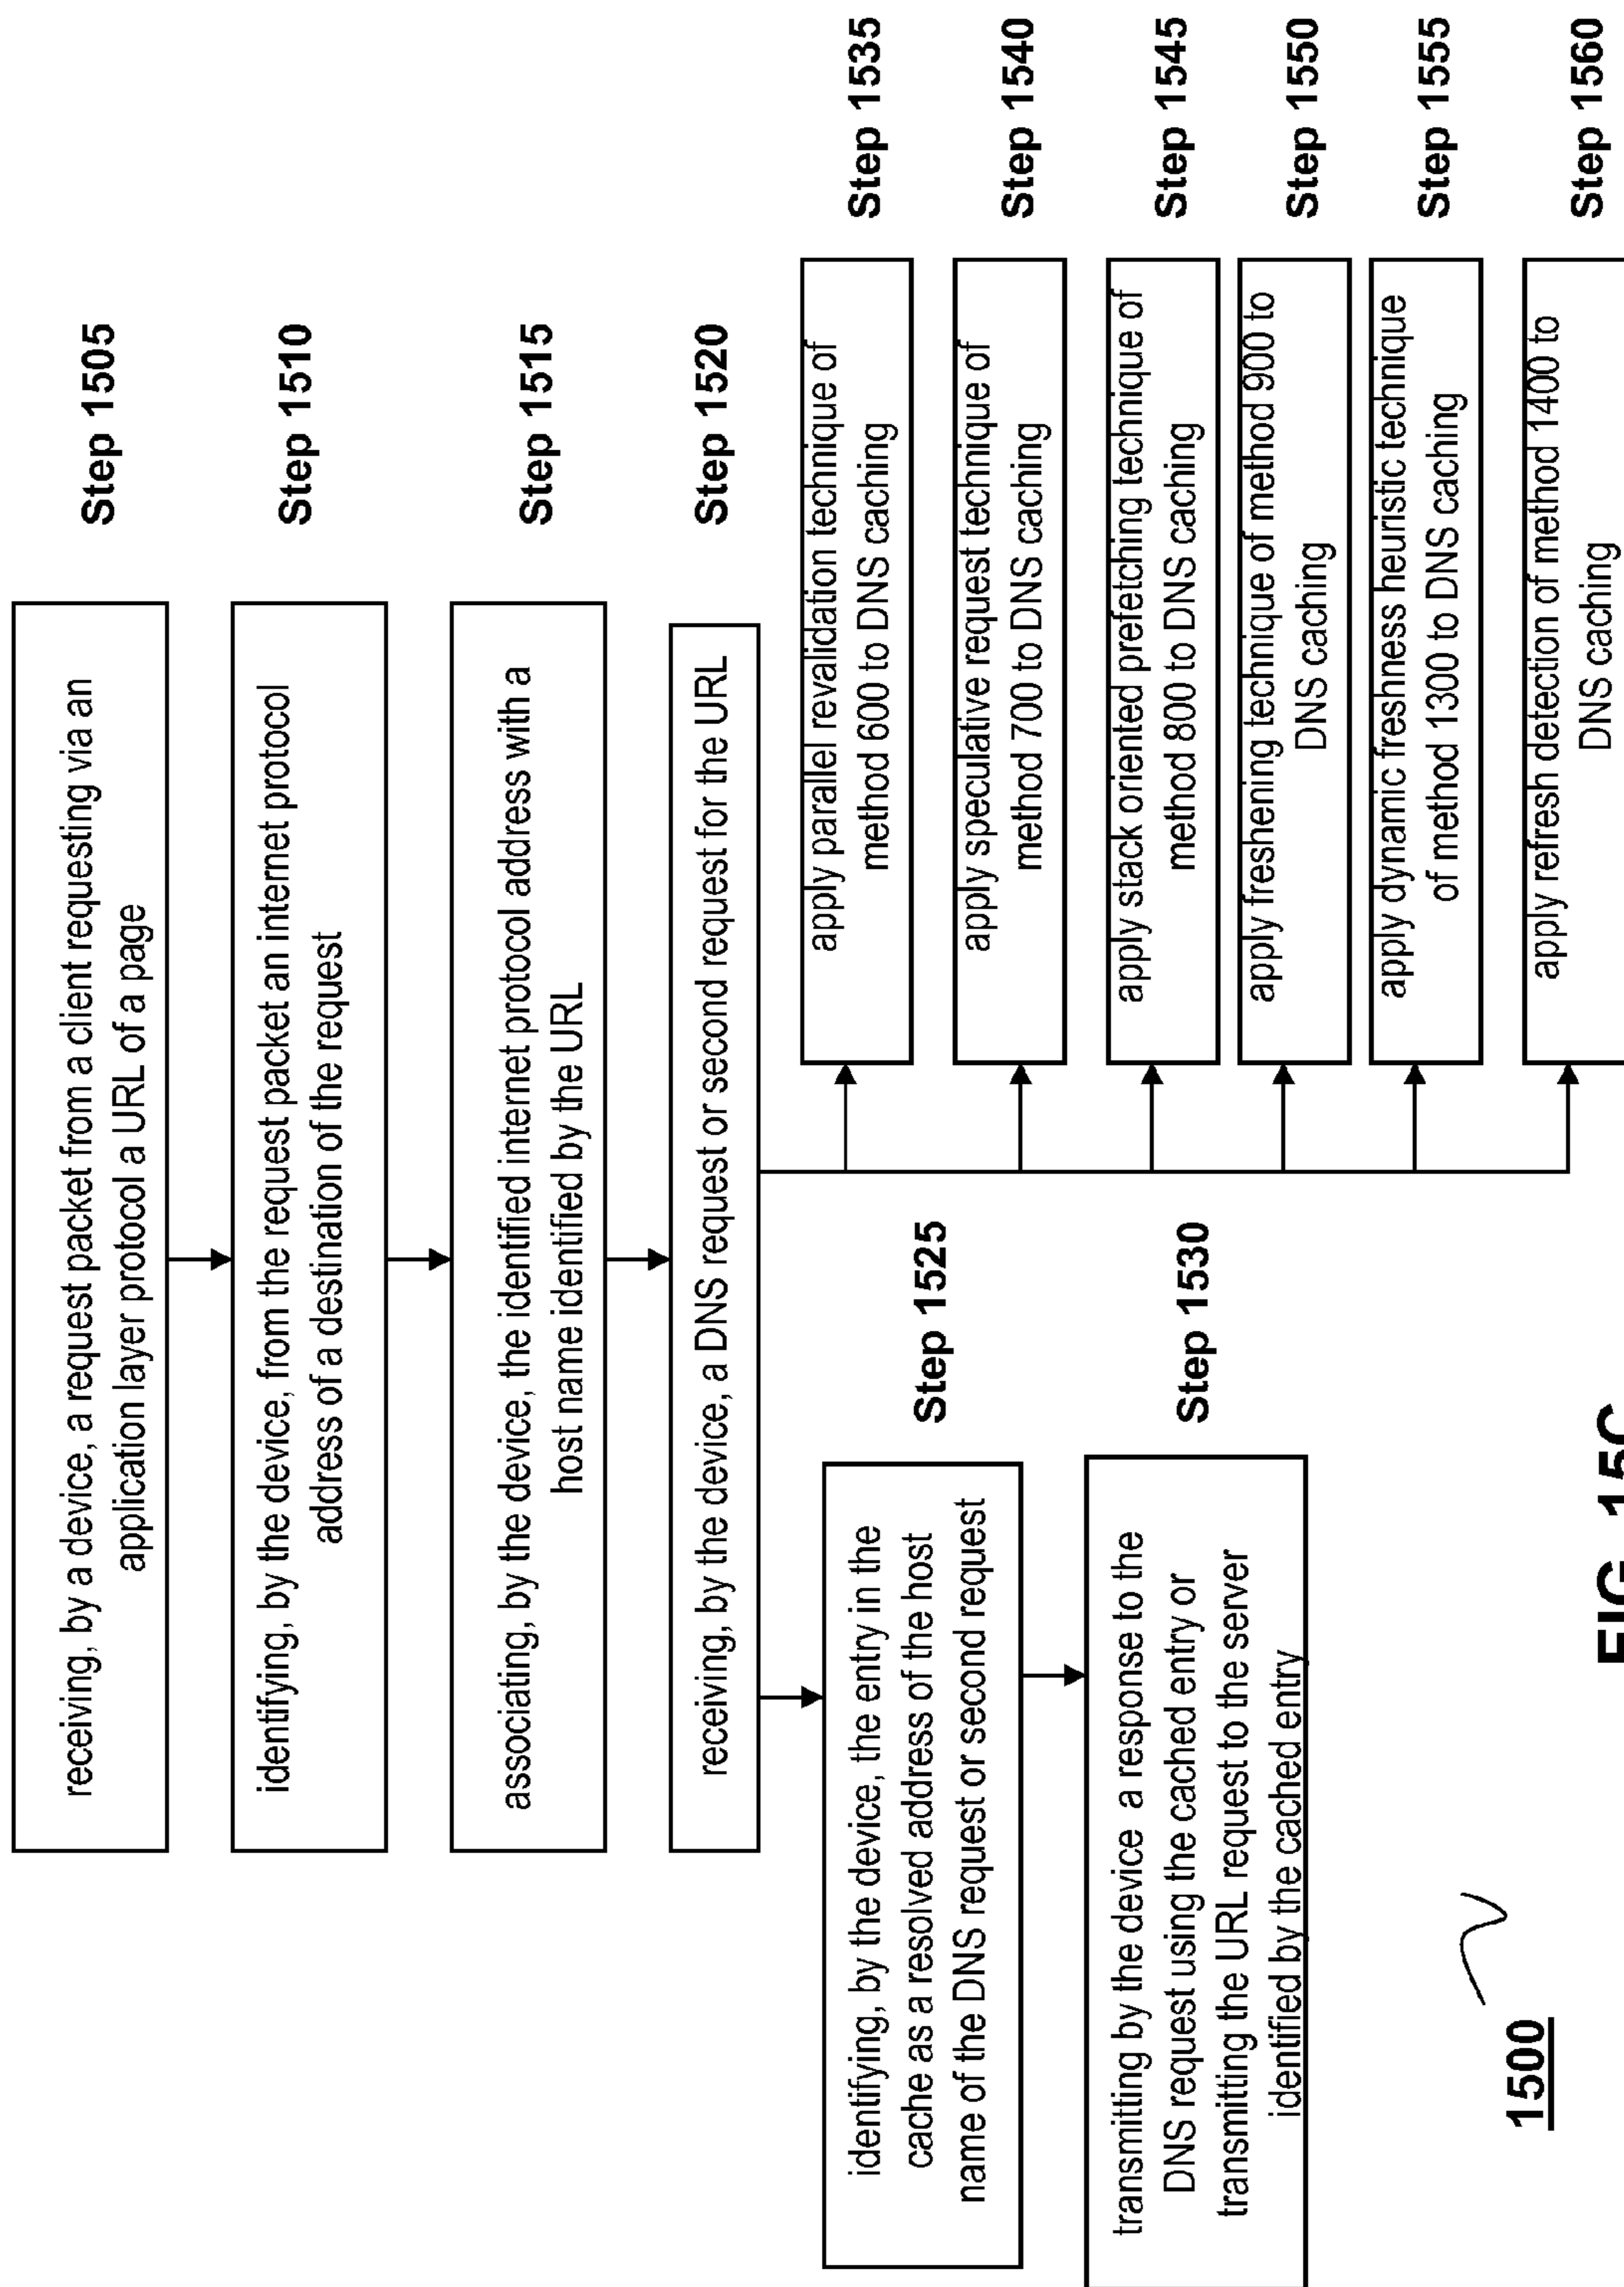 receiving, by a device, a request packet from a client requesting via an
application layer protocol a URL of a page
Step 1505
identifying, by the device, from the request packet an internet protocol
address of a destination of the request
Step 1510
associating, by the device, the identified internet protocol address with a
host name identified by the URL
Step 1515
receiving, by the device, a DNS request or second request for the URL
Step 1520
identifying, by the device, the entry in the
cache as a resolved address of the host
name of the DNS request or second request
Step 1525
transmitting by the device a response to the
DNS request using the cached entry or
transmitting the URL request to the server
identified by the cached entry
Step 1530
apply parallel revalidation technique of
method 600 to DNS caching
Step 1535
apply speculative request technique of
method 700 to DNS caching
Step 1540
apply stack oriented prefetching technique of
method 800 to DNS caching
Step 1545
apply freshening technique of method 900 to
DNS caching
Step 1550
apply dynamic freshness heuristic technique
of method 1300 to DNS caching
Step 1555
apply refresh detection of method 1400 to
DNS caching
Step 1560
1500
FIG. 15C